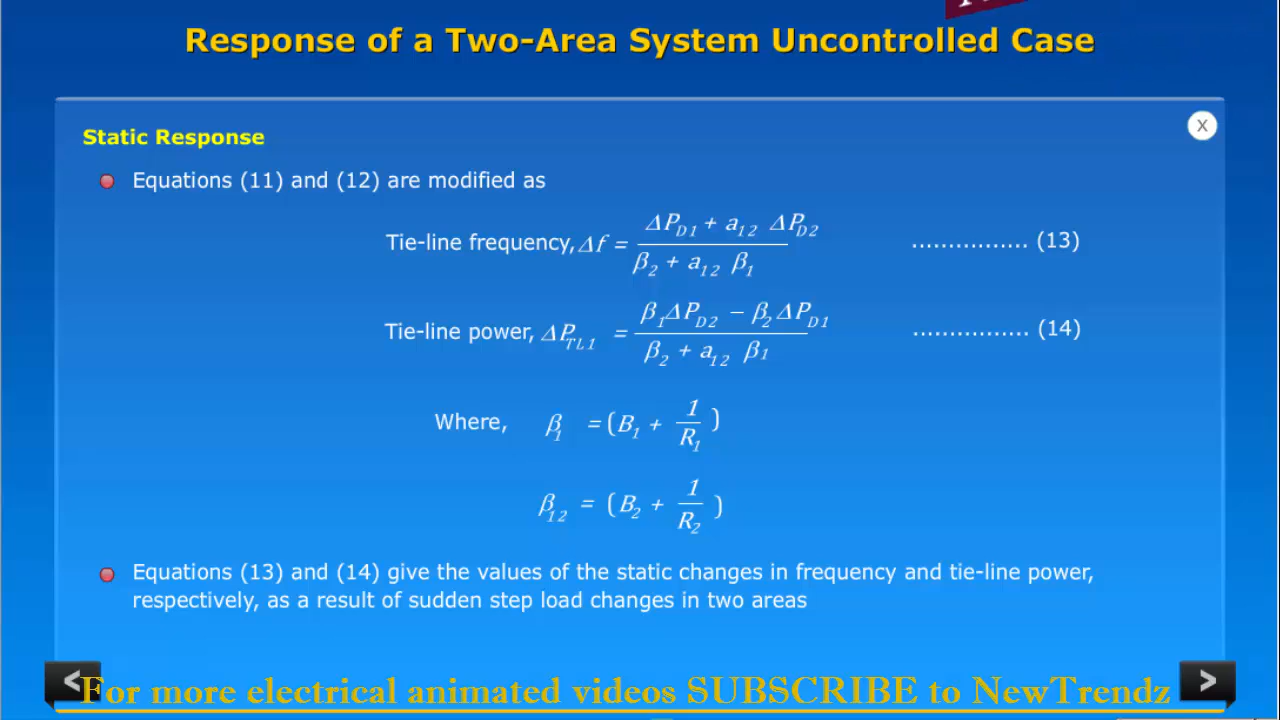 Response of a Two-Area System Uncontrolled Case
X
Static Response
Equations (11) and (12) are modified as
Tie-line frequency, Δf = (ΔP_D1 + a_12 ΔP_D2) / (β_2 + a_12 β_1) ................ (13)
Tie-line power, ΔP_TL1 = (β_1 ΔP_D2 − β_2 ΔP_D1) / (β_2 + a_12 β_1) ................ (14)
Where, β_1 = (B_1 + 1/R_1)
β_12 = (B_2 + 1/R_2)
Equations (13) and (14) give the values of the static changes in frequency and tie-line power,
respectively, as a result of sudden step load changes in two areas
< >
For more electrical animated videos SUBSCRIBE to NewTrendz